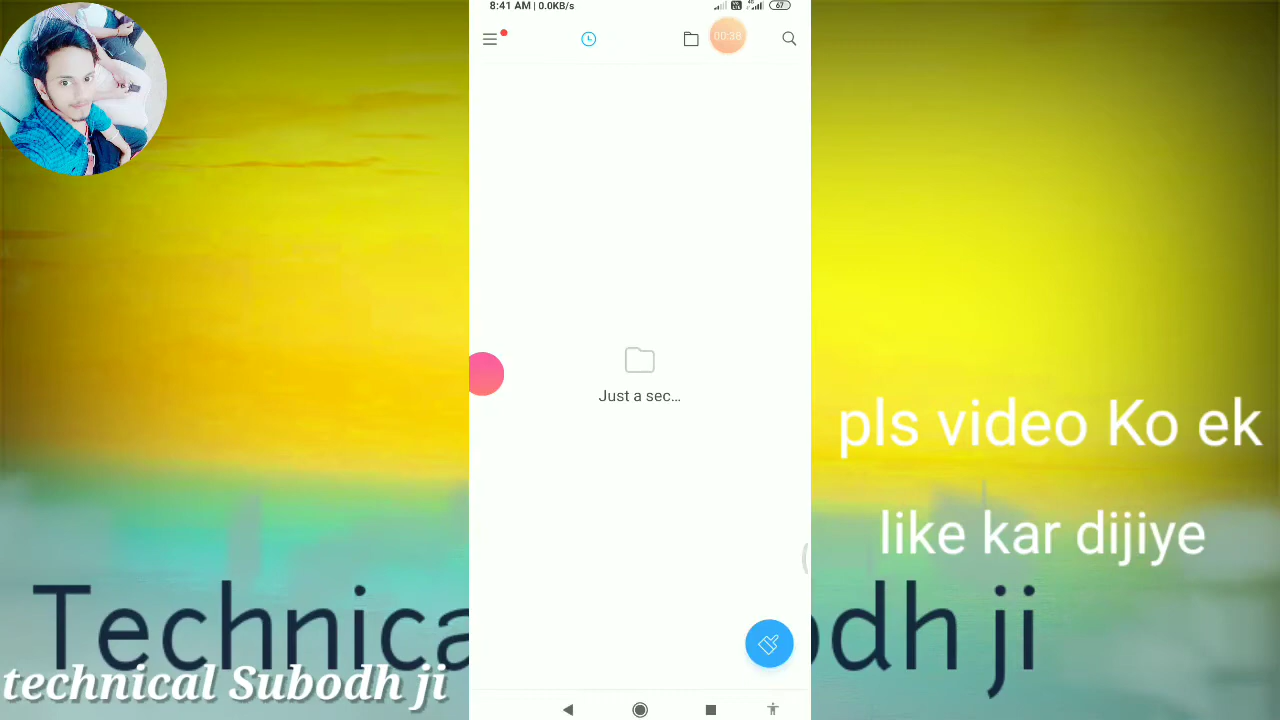 8:41 AM | 0.0KB/s
67
00:38
Just a sec...
pls video Ko ek
like kar dijiye
Technica odh ji
technical Subodh ji